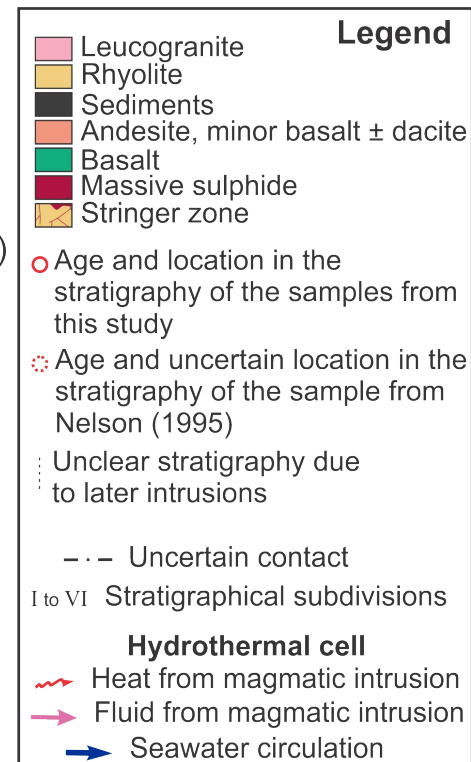 Legend
Leucogranite
Rhyolite
Sediments
Andesite, minor basalt ± dacite
Basalt
Massive sulphide
Stringer zone
Age and location in the
stratigraphy of the samples from
this study
Age and uncertain location in the
stratigraphy of the sample from
Nelson (1995)
Unclear stratigraphy due
to later intrusions
Uncertain contact
I to VI Stratigraphical subdivisions
Hydrothermal cell
Heat from magmatic intrusion
Fluid from magmatic intrusion
Seawater circulation